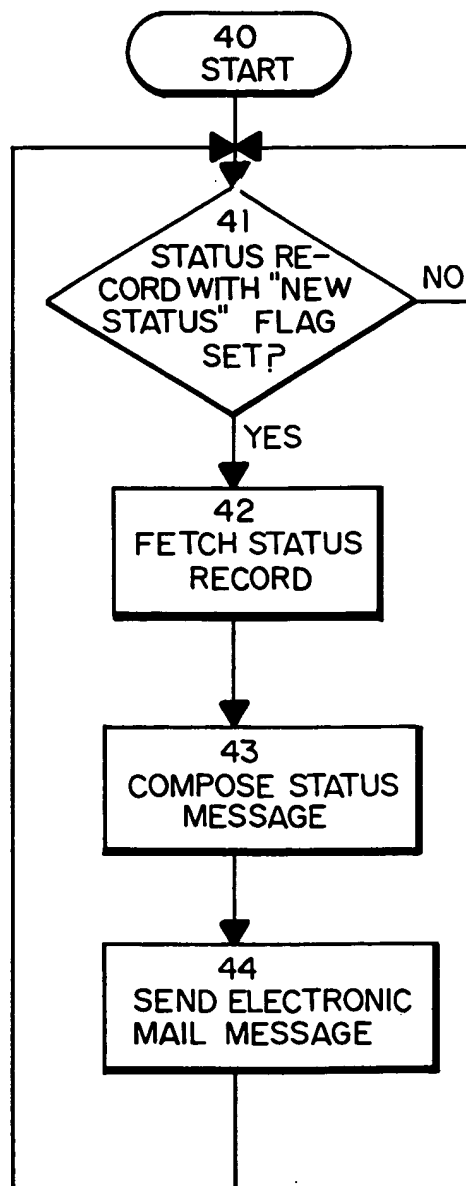 40
START
41
STATUS RE-
CORD WITH "NEW
STATUS" FLAG
SET?
NO
YES
42
FETCH STATUS
RECORD
43
COMPOSE STATUS
MESSAGE
44
SEND ELECTRONIC
MAIL MESSAGE